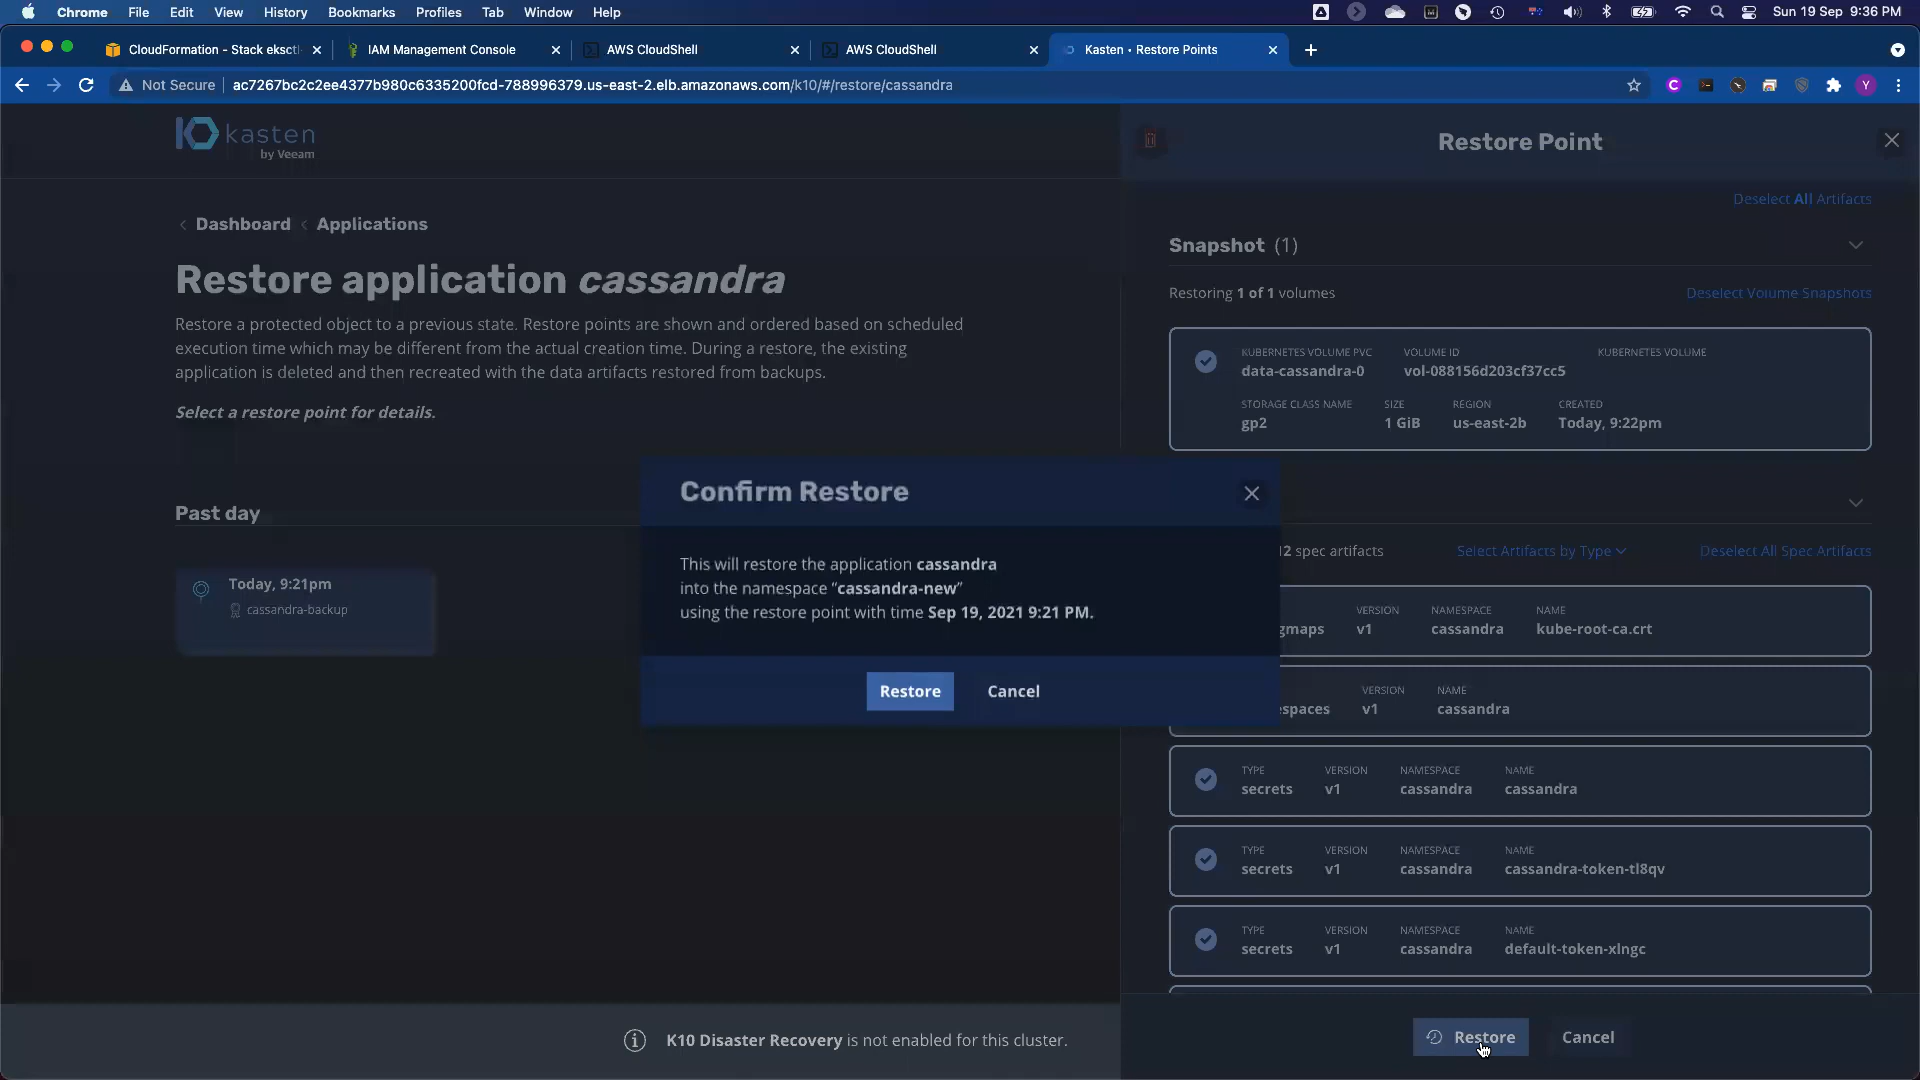 Chrome File Edit View History Bookmarks Profiles Tab Window Help
Sun 19 Sep 9:36 PM
CloudFormation - Stack eksctl
IAM Management Console
AWS CloudShell
AWS CloudShell
Kasten • Restore Points
Not Secure
ac7267bc2c2ee4377b980c6335200fcd-788996379.us-east-2.elb.amazonaws.com/k10/#/restore/cassandra
Y
kasten
by Veeam
Dashboard
Applications
Restore application cassandra
Restore a protected object to a previous state. Restore points are shown and ordered based on scheduled
execution time which may be different from the actual creation time. During a restore, the existing
application is deleted and then recreated with the data artifacts restored from backups.
Select a restore point for details.
Past day
Today, 9:21pm
cassandra-backup
Restore Point
Deselect All Artifacts
Snapshot (1)
Restoring 1 of 1 volumes
Deselect Volume Snapshots
KUBERNETES VOLUME PVC VOLUME ID KUBERNETES VOLUME
data-cassandra-0 vol-088156d203cf37cc5
STORAGE CLASS NAME SIZE REGION CREATED
gp2 1 GiB us-east-2b Today, 9:22pm
12 spec artifacts
Select Artifacts by Type
Deselect All Spec Artifacts
VERSION NAMESPACE NAME
gmaps v1 cassandra kube-root-ca.crt
VERSION NAME
spaces v1 cassandra
TYPE VERSION NAMESPACE NAME
secrets v1 cassandra cassandra
TYPE VERSION NAMESPACE NAME
secrets v1 cassandra cassandra-token-tl8qv
TYPE VERSION NAMESPACE NAME
secrets v1 cassandra default-token-xlngc
Restore
Cancel
Confirm Restore
This will restore the application cassandra
into the namespace "cassandra-new"
using the restore point with time Sep 19, 2021 9:21 PM.
Restore
Cancel
K10 Disaster Recovery is not enabled for this cluster.